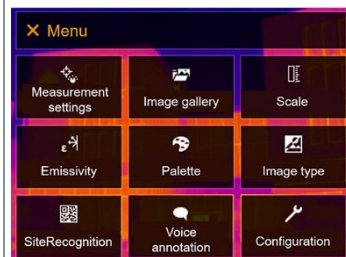 Menu
Measurement
settings
Image gallery
Scale
Emissivity
Palette
Image type
SiteRecognition
Voice
annotation
Configuration